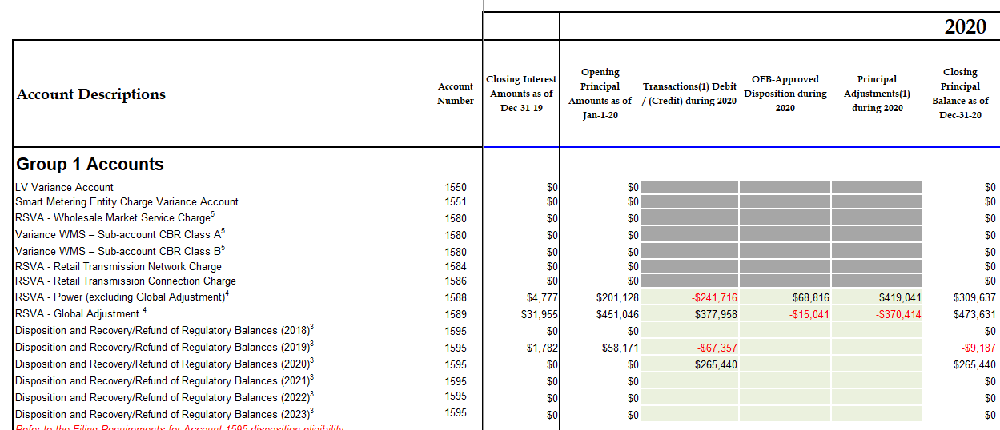 2020
Account Descriptions Account Number Closing Interest Amounts as of Dec-31-19 Opening Principal Amounts as of Jan-1-20 Transactions(1) Debit / (Credit) during 2020 OEB-Approved Disposition during 2020 Principal Adjustments(1) during 2020 Closing Principal Balance as of Dec-31-20
Group 1 Accounts
LV Variance Account 1550 $0 $0 $0
Smart Metering Entity Charge Variance Account 1551 $0 $0 $0
RSVA - Wholesale Market Service Charge⁵ 1580 $0 $0 $0
Variance WMS – Sub-account CBR Class A⁵ 1580 $0 $0 $0
Variance WMS – Sub-account CBR Class B⁵ 1580 $0 $0 $0
RSVA - Retail Transmission Network Charge 1584 $0 $0 $0
RSVA - Retail Transmission Connection Charge 1586 $0 $0 $0
RSVA - Power (excluding Global Adjustment)⁴ 1588 $4,777 $201,128 -$241,716 $68,816 $419,041 $309,637
RSVA - Global Adjustment ⁴ 1589 $31,955 $451,046 $377,958 -$15,041 -$370,414 $473,631
Disposition and Recovery/Refund of Regulatory Balances (2018)³ 1595 $0 $0 $0
Disposition and Recovery/Refund of Regulatory Balances (2019)³ 1595 $1,782 $58,171 -$67,357 -$9,187
Disposition and Recovery/Refund of Regulatory Balances (2020)³ 1595 $0 $0 $265,440 $265,440
Disposition and Recovery/Refund of Regulatory Balances (2021)³ 1595 $0 $0 $0
Disposition and Recovery/Refund of Regulatory Balances (2022)³ 1595 $0 $0 $0
Disposition and Recovery/Refund of Regulatory Balances (2023)³ 1595 $0 $0 $0
Refer to the Filing Requirements for Account 1595 disposition eligibility